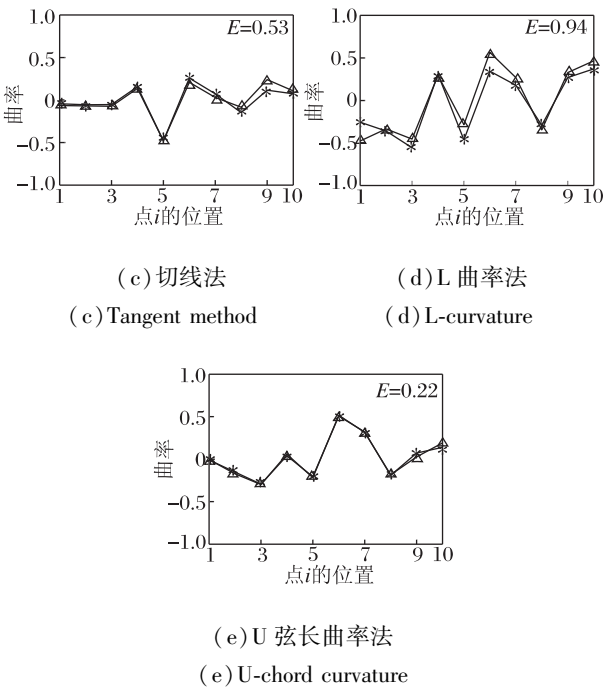 1.0
E=0.53
0.5
曲率
0
−0.5
−1.0
1 3 5 7 9 10
点i的位置
(c)切线法
(c)Tangent method
1.0
E=0.94
0.5
曲率
0
−0.5
−1.0
1 3 5 7 9 10
点i的位置
(d)L 曲率法
(d)L-curvature
1.0
E=0.22
0.5
曲率
0
−0.5
−1.0
1 3 5 7 9 10
点i的位置
(e)U 弦长曲率法
(e)U-chord curvature